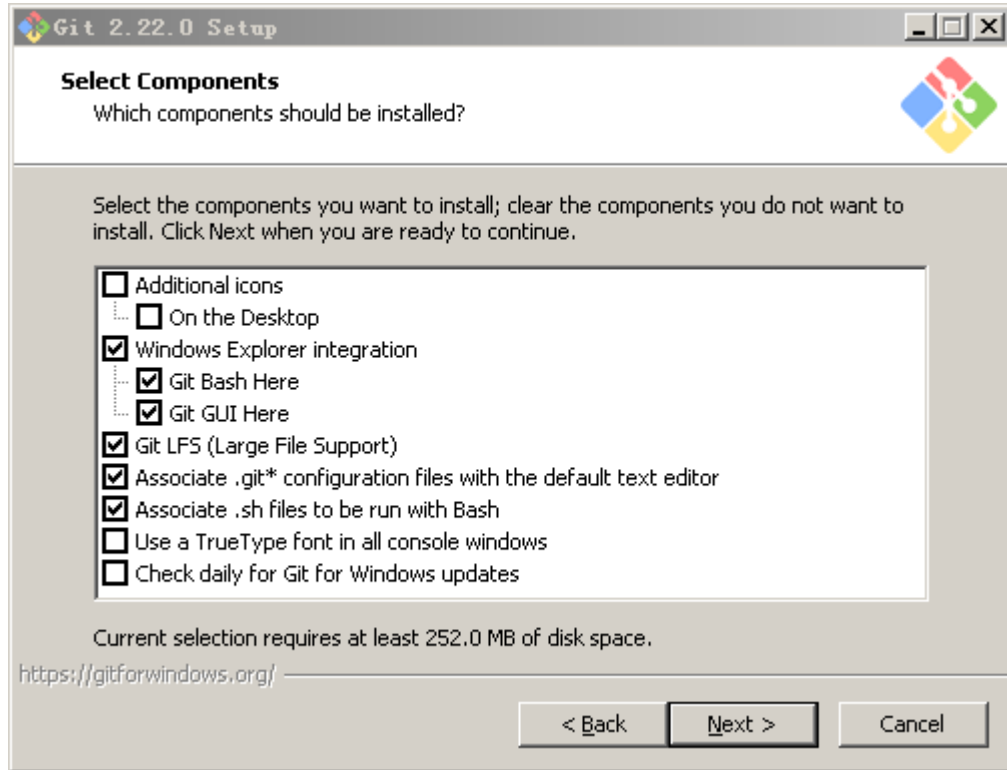 Git 2.22.0 Setup
Select Components
Which components should be installed?
Select the components you want to install; clear the components you do not want to
install. Click Next when you are ready to continue.
Additional icons
On the Desktop
Windows Explorer integration
Git Bash Here
Git GUI Here
Git LFS (Large File Support)
Associate .git* configuration files with the default text editor
Associate .sh files to be run with Bash
Use a TrueType font in all console windows
Check daily for Git for Windows updates
Current selection requires at least 252.0 MB of disk space.
https://gitforwindows.org/
< Back
Next >
Cancel